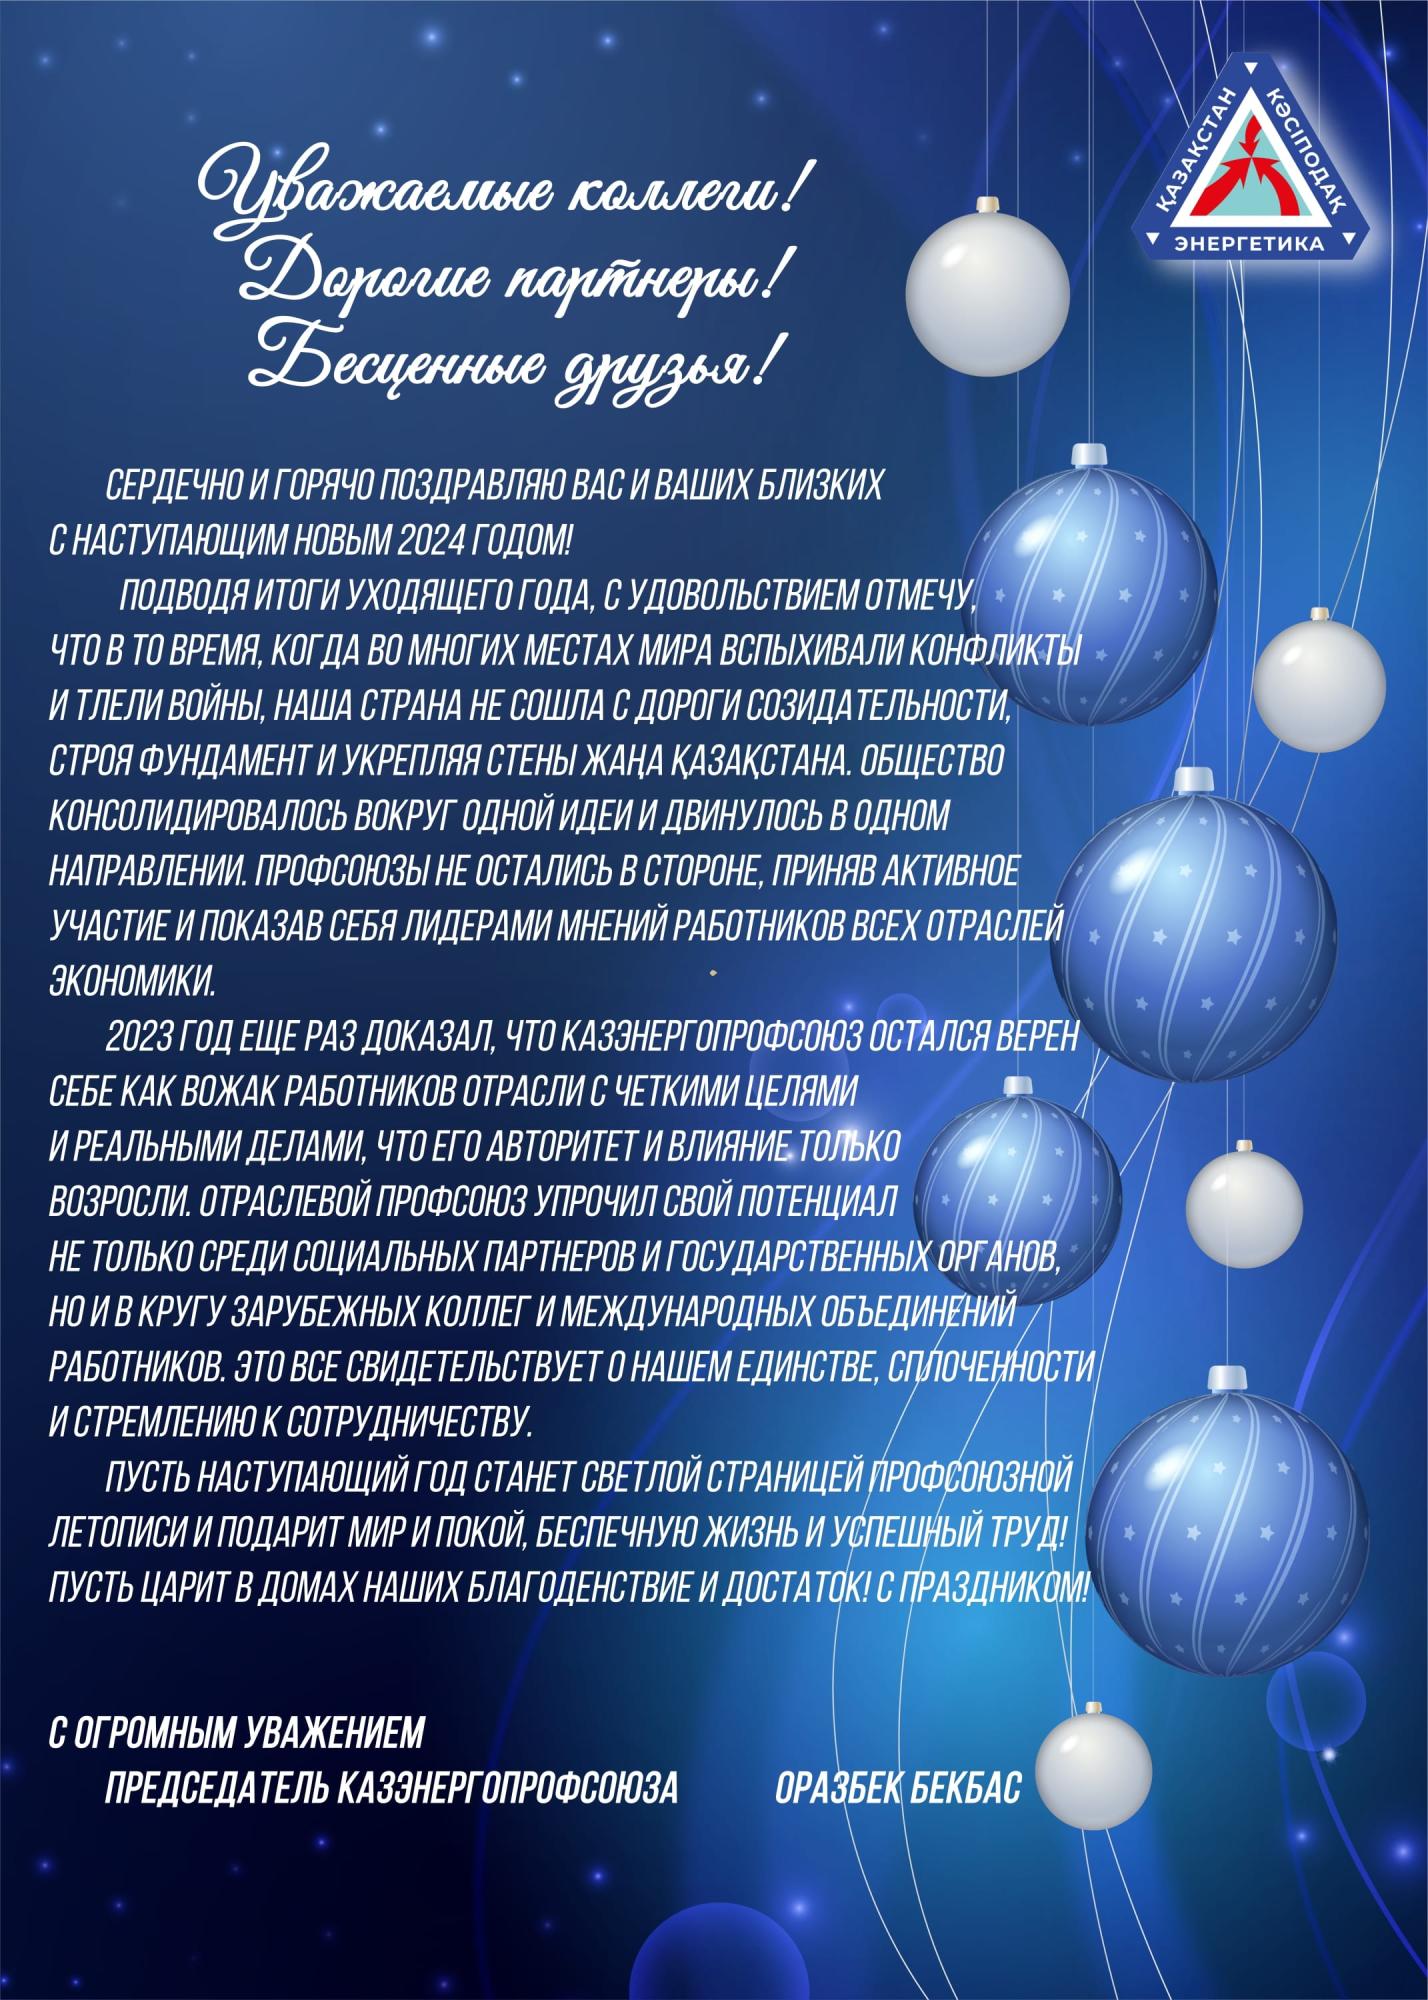 ҚАЗАҚСТАН
КӘСІПОДАҚ
ЭНЕРГЕТИКА
Уважаемые коллеги!
Дорогие партнеры!
Бесценные друзья!
СЕРДЕЧНО И ГОРЯЧО ПОЗДРАВЛЯЮ ВАС И ВАШИХ БЛИЗКИХ
С НАСТУПАЮЩИМ НОВЫМ 2024 ГОДОМ!
ПОДВОДЯ ИТОГИ УХОДЯЩЕГО ГОДА, С УДОВОЛЬСТВИЕМ ОТМЕЧУ,
ЧТО В ТО ВРЕМЯ, КОГДА ВО МНОГИХ МЕСТАХ МИРА ВСПЫХИВАЛИ КОНФЛИКТЫ
И ТЛЕЛИ ВОЙНЫ, НАША СТРАНА НЕ СОШЛА С ДОРОГИ СОЗИДАТЕЛЬНОСТИ,
СТРОЯ ФУНДАМЕНТ И УКРЕПЛЯЯ СТЕНЫ ЖАҢА ҚАЗАҚСТАНА. ОБЩЕСТВО
КОНСОЛИДИРОВАЛОСЬ ВОКРУГ ОДНОЙ ИДЕИ И ДВИНУЛОСЬ В ОДНОМ
НАПРАВЛЕНИИ. ПРОФСОЮЗЫ НЕ ОСТАЛИСЬ В СТОРОНЕ, ПРИНЯВ АКТИВНОЕ
УЧАСТИЕ И ПОКАЗАВ СЕБЯ ЛИДЕРАМИ МНЕНИЙ РАБОТНИКОВ ВСЕХ ОТРАСЛЕЙ
ЭКОНОМИКИ.
2023 ГОД ЕЩЕ РАЗ ДОКАЗАЛ, ЧТО КАЗЭНЕРГОПРОФСОЮЗ ОСТАЛСЯ ВЕРЕН
СЕБЕ КАК ВОЖАК РАБОТНИКОВ ОТРАСЛИ С ЧЕТКИМИ ЦЕЛЯМИ
И РЕАЛЬНЫМИ ДЕЛАМИ, ЧТО ЕГО АВТОРИТЕТ И ВЛИЯНИЕ ТОЛЬКО
ВОЗРОСЛИ. ОТРАСЛЕВОЙ ПРОФСОЮЗ УПРОЧИЛ СВОЙ ПОТЕНЦИАЛ
НЕ ТОЛЬКО СРЕДИ СОЦИАЛЬНЫХ ПАРТНЕРОВ И ГОСУДАРСТВЕННЫХ ОРГАНОВ,
НО И В КРУГУ ЗАРУБЕЖНЫХ КОЛЛЕГ И МЕЖДУНАРОДНЫХ ОБЪЕДИНЕНИЙ
РАБОТНИКОВ. ЭТО ВСЕ СВИДЕТЕЛЬСТВУЕТ О НАШЕМ ЕДИНСТВЕ, СПЛОЧЕННОСТИ
И СТРЕМЛЕНИЮ К СОТРУДНИЧЕСТВУ.
ПУСТЬ НАСТУПАЮЩИЙ ГОД СТАНЕТ СВЕТЛОЙ СТРАНИЦЕЙ ПРОФСОЮЗНОЙ
ЛЕТОПИСИ И ПОДАРИТ МИР И ПОКОЙ, БЕСПЕЧНУЮ ЖИЗНЬ И УСПЕШНЫЙ ТРУД!
ПУСТЬ ЦАРИТ В ДОМАХ НАШИХ БЛАГОДЕНСТВИЕ И ДОСТАТОК! С ПРАЗДНИКОМ!
С ОГРОМНЫМ УВАЖЕНИЕМ
ПРЕДСЕДАТЕЛЬ КАЗЭНЕРГОПРОФСОЮЗА ОРАЗБЕК БЕКБАС